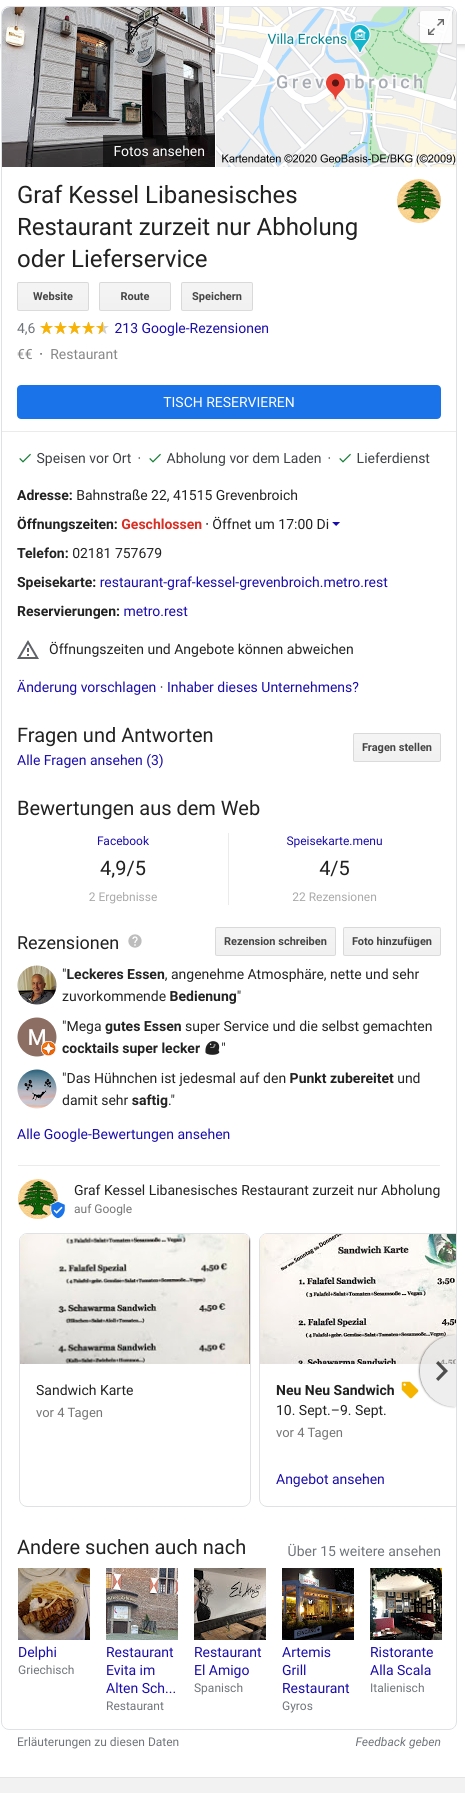 Villa Erckens
Grevenbroich
Fotos ansehen
Kartendaten ©2020 GeoBasis-DE/BKG (©2009)
Graf Kessel Libanesisches
Restaurant zurzeit nur Abholung
oder Lieferservice
Website Route Speichern
4,6 213 Google-Rezensionen
€€ · Restaurant
TISCH RESERVIEREN
Speisen vor Ort · Abholung vor dem Laden · Lieferdienst
Adresse: Bahnstraße 22, 41515 Grevenbroich
Öffnungszeiten: Geschlossen · Öffnet um 17:00 Di
Telefon: 02181 757679
Speisekarte: restaurant-graf-kessel-grevenbroich.metro.rest
Reservierungen: metro.rest
Öffnungszeiten und Angebote können abweichen
Änderung vorschlagen · Inhaber dieses Unternehmens?
Fragen und Antworten
Alle Fragen ansehen (3)
Fragen stellen
Bewertungen aus dem Web
Facebook Speisekarte.menu
4,9/5 4/5
2 Ergebnisse 22 Rezensionen
Rezensionen ? Rezension schreiben Foto hinzufügen
"Leckeres Essen, angenehme Atmosphäre, nette und sehr
zuvorkommende Bedienung"
M
"Mega gutes Essen super Service und die selbst gemachten
cocktails super lecker "
"Das Hühnchen ist jedesmal auf den Punkt zubereitet und
damit sehr saftig."
Alle Google-Bewertungen ansehen
Graf Kessel Libanesisches Restaurant zurzeit nur Abholung
auf Google
2. Falafel Spezial 4,50 €
3. Schawarma Sandwich 4,50 €
4. Schawarma Sandwich 4,50 €
Sandwich Karte
vor 4 Tagen
Sandwich Karte
1. Falafel Sandwich 3,50
( 3 Falafel+Salat+Tomaten+Sesamsoße ... Vegan )
2. Falafel Spezial
3. Schawarma Sandwich
Neu Neu Sandwich
10. Sept.–9. Sept.
vor 4 Tagen
Angebot ansehen
Andere suchen auch nach
Über 15 weitere ansehen
Delphi
Griechisch
Restaurant
Evita im
Alten Sch...
Restaurant
Restaurant
El Amigo
Spanisch
Artemis
Grill
Restaurant
Gyros
Ristorante
Alla Scala
Italienisch
Erläuterungen zu diesen Daten Feedback geben